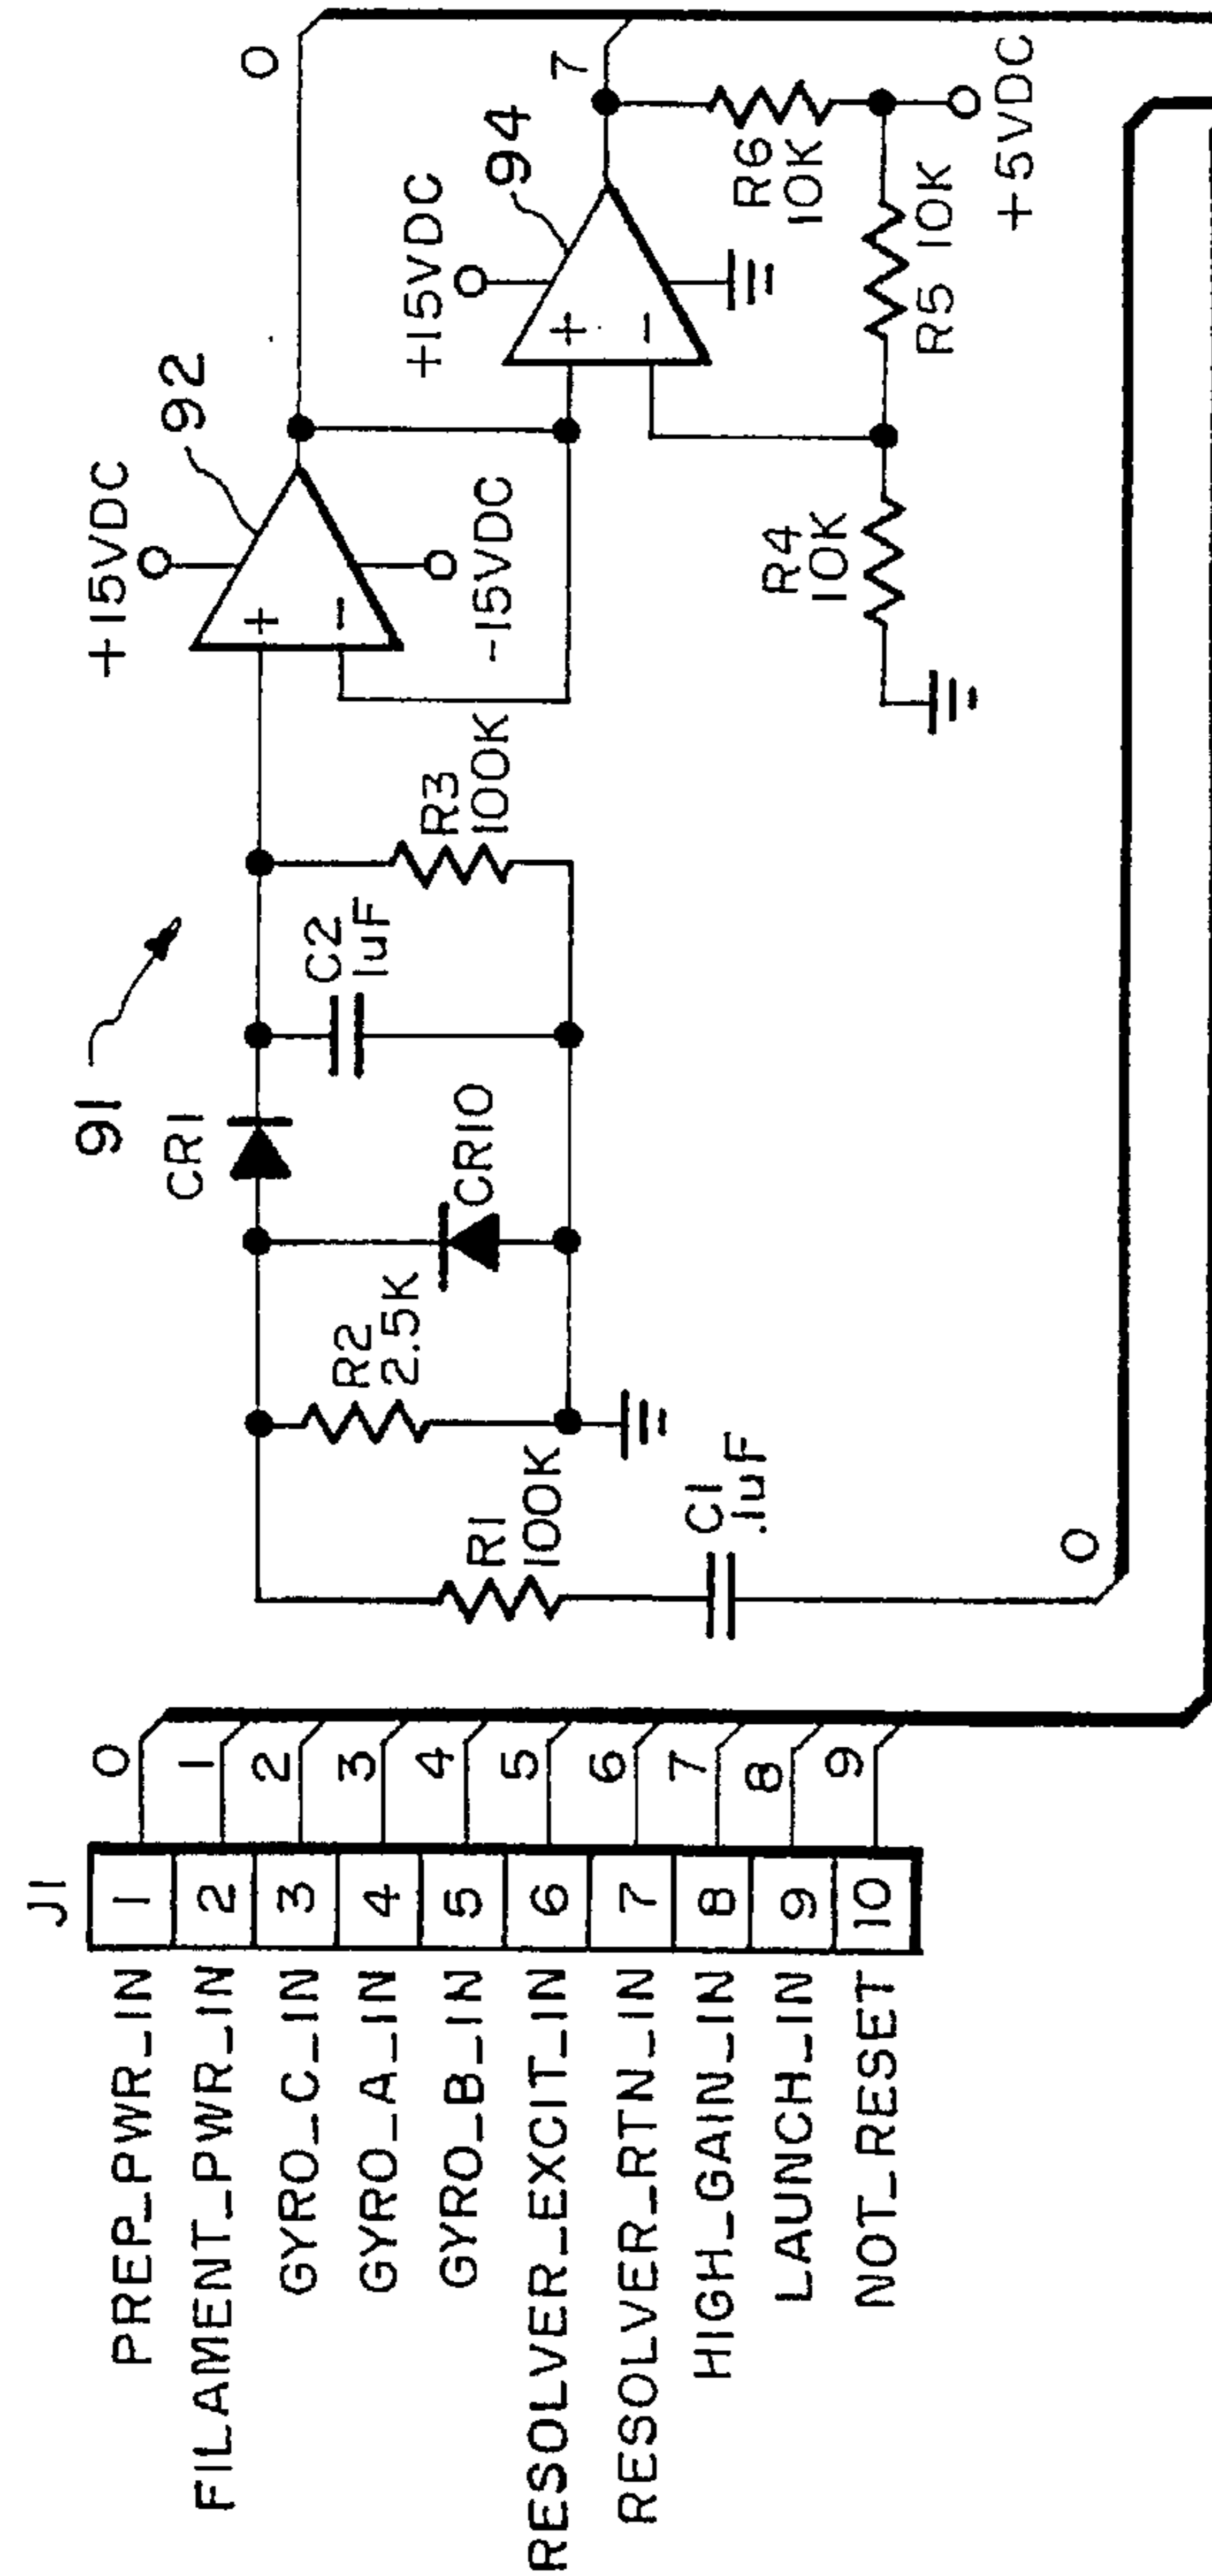 J1
PREP_PWR_IN 1 0
FILAMENT_PWR_IN 2 1
GYRO_C_IN 3 2
GYRO_A_IN 4 3
GYRO_B_IN 5 4
RESOLVER_EXCIT_IN 6 5
RESOLVER_RTN_IN 7 6
HIGH_GAIN_IN 8 7
LAUNCH_IN 9 8
NOT_RESET 10 9
91
R1
100K
C1
.1uF
0
R2
2.5K
CR1
CR10
C2
1uF
R3
100K
+15VDC
92
+
-
-15VDC
0
+15VDC
94
+
-
7
R4
10K
R5 10K
R6
10K
+5VDC